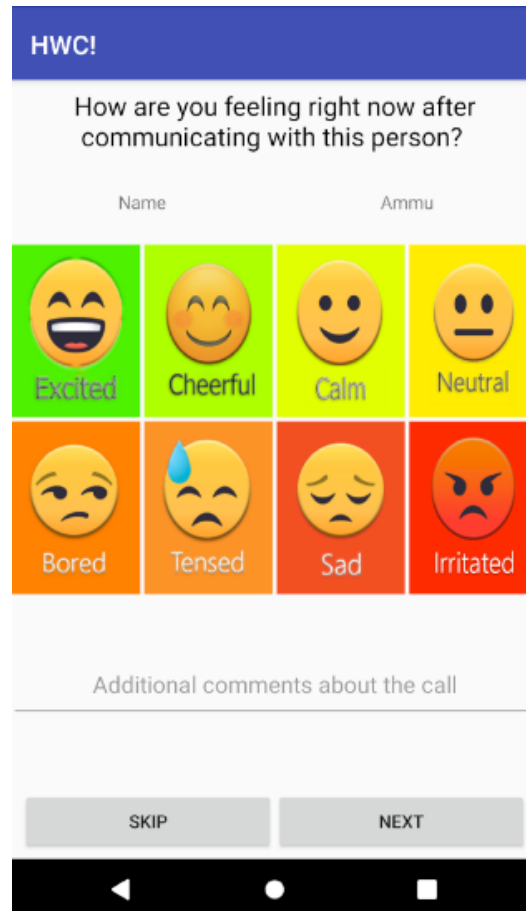 HWC!
How are you feeling right now after
communicating with this person?
Name Ammu
Excited Cheerful Calm Neutral
Bored Tensed Sad Irritated
Additional comments about the call
SKIP NEXT